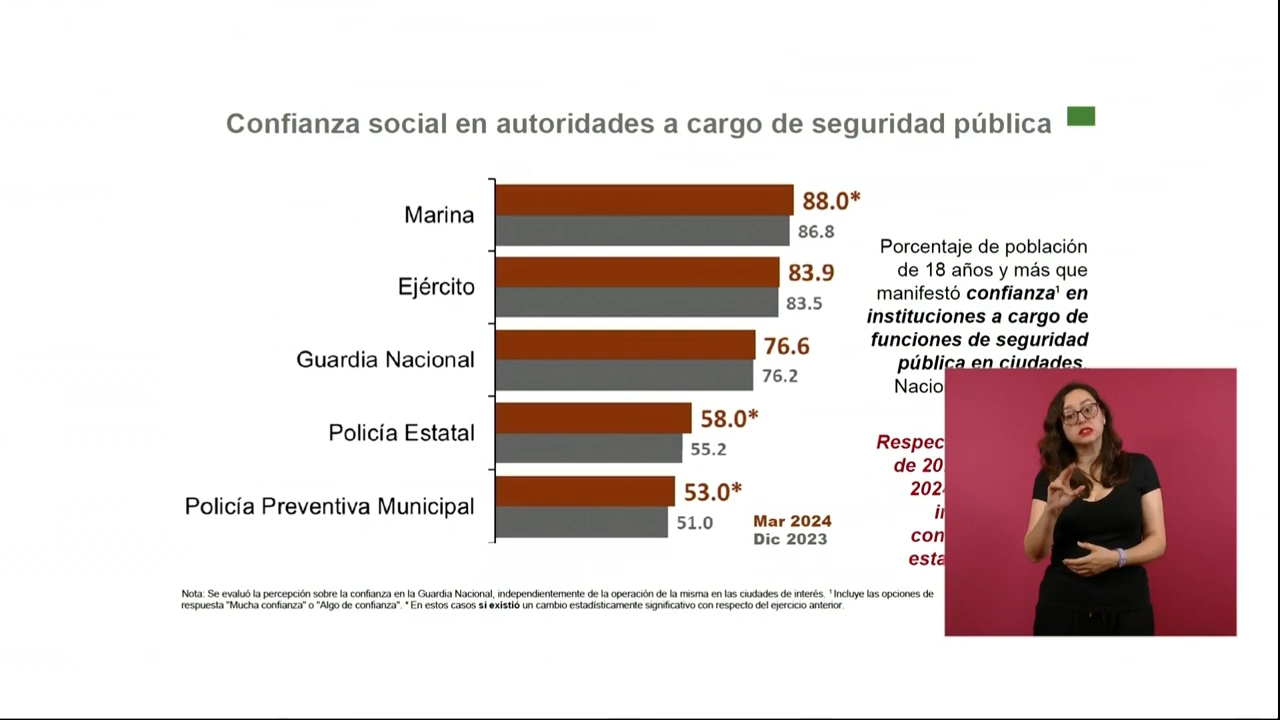 Confianza social en autoridades a cargo de seguridad pública
Marina
88.0*
86.8
Ejército
83.9
83.5
Guardia Nacional
76.6
76.2
Policía Estatal
58.0*
55.2
Policía Preventiva Municipal
53.0*
51.0
Mar 2024
Dic 2023
Porcentaje de población
de 18 años y más que
manifestó confianza¹ en
instituciones a cargo de
funciones de seguridad
pública en ciudades.
de
Nota: Se evaluó la percepción sobre la confianza en la Guardia Nacional, independientemente de la operación de la misma en las ciudades de interés. ¹ Incluye las opciones de
respuesta "Mucha confianza" o "Algo de confianza". * En estos casos sí existió un cambio estadísticamente significativo con respecto del ejercicio anterior.